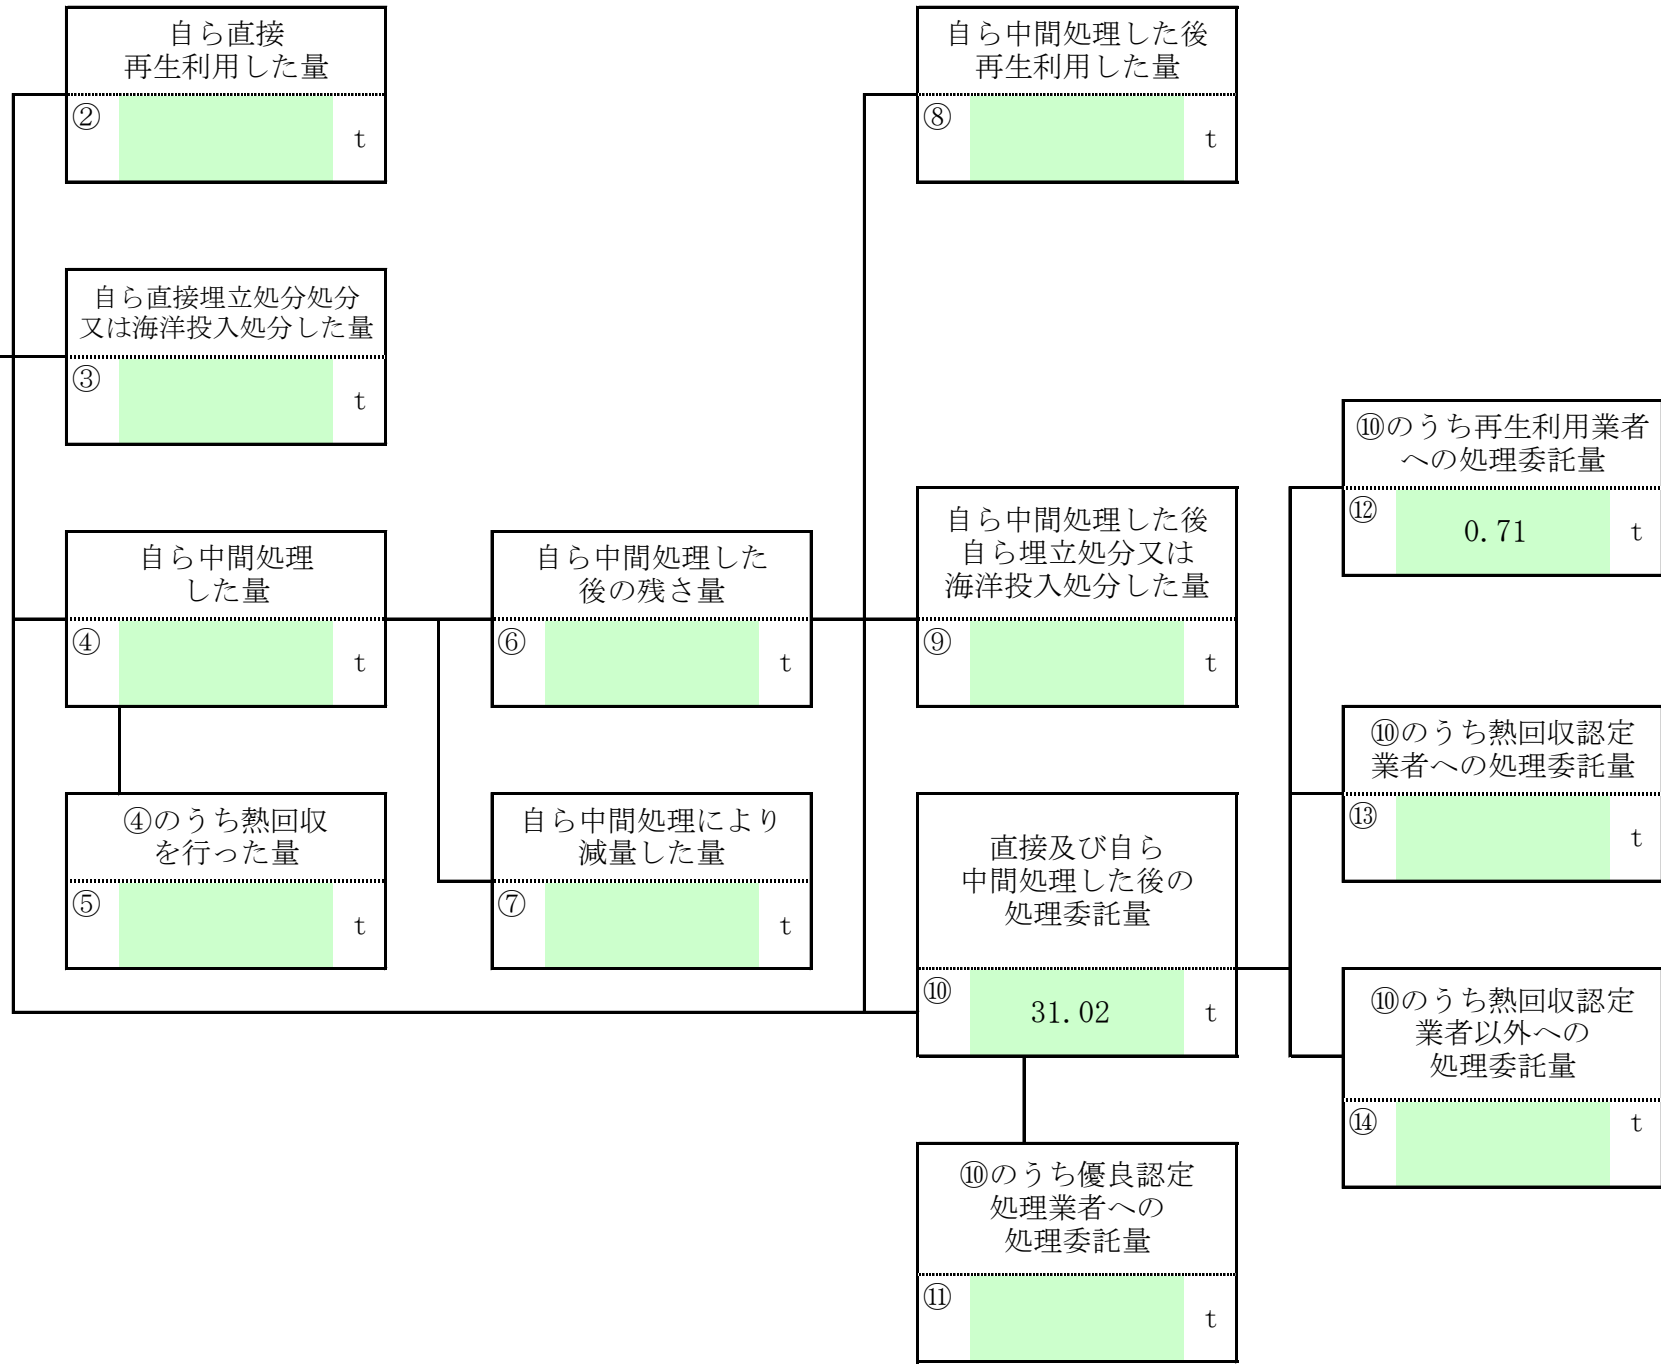 自ら直接
再生利用した量
②
t
自ら中間処理した後
再生利用した量
⑧
t
自ら直接埋立処分処分
又は海洋投入処分した量
③
t
⑩のうち再生利用業者
への処理委託量
⑫
0.71
t
自ら中間処理した後
自ら埋立処分又は
海洋投入処分した量
⑨
t
自ら中間処理
した量
④
t
自ら中間処理した
後の残さ量
⑥
t
⑩のうち熱回収認定
業者への処理委託量
⑬
t
④のうち熱回収
を行った量
⑤
t
自ら中間処理により
減量した量
⑦
t
直接及び自ら
中間処理した後の
処理委託量
⑩
31.02
t
⑩のうち熱回収認定
業者以外への
処理委託量
⑭
t
⑩のうち優良認定
処理業者への
処理委託量
⑪
t